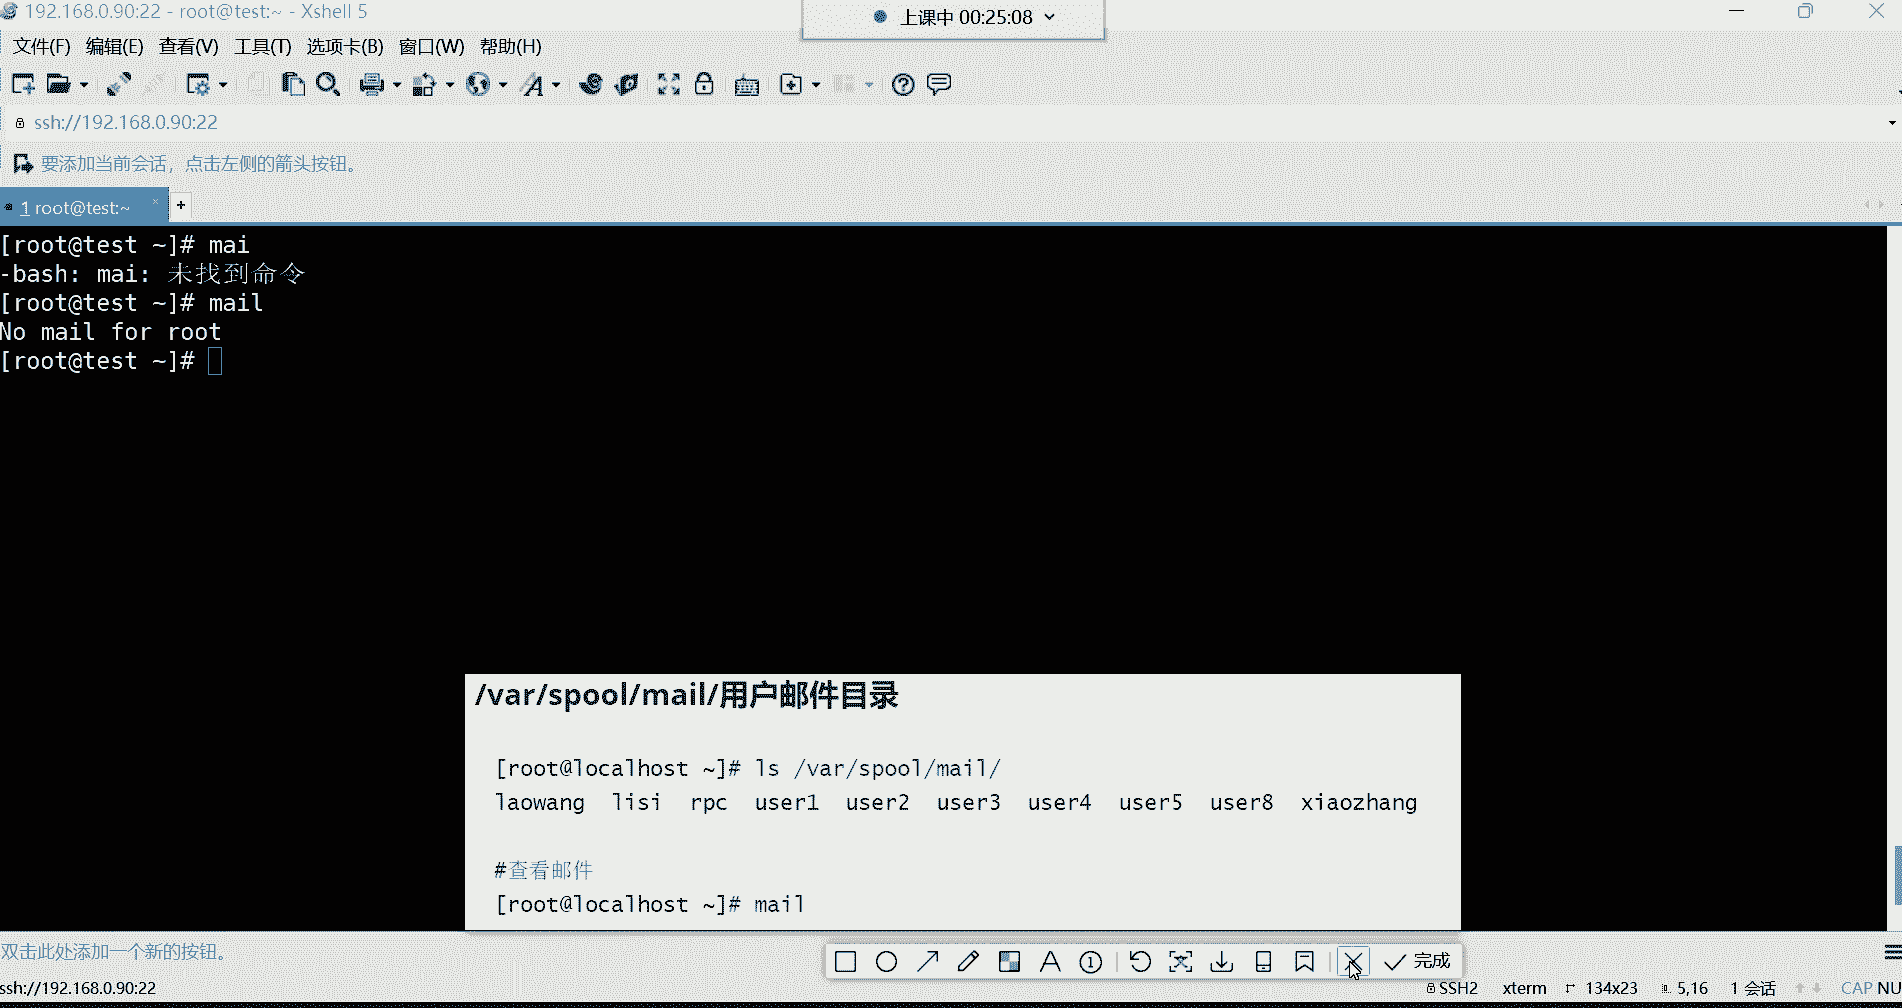 192.168.0.90:22 - root@test:~ - Xshell 5
上课中 00:25:08
文件(F) 编辑(E) 查看(V) 工具(T) 选项卡(B) 窗口(W) 帮助(H)
ssh://192.168.0.90:22
要添加当前会话，点击左侧的箭头按钮。
1 root@test:~ × +
[root@test ~]# mai
-bash: mai: 未找到命令
[root@test ~]# mail
No mail for root
[root@test ~]#
/var/spool/mail/用户邮件目录
[root@localhost ~]# ls /var/spool/mail/
laowang lisi rpc user1 user2 user3 user4 user5 user8 xiaozhang
#查看邮件
[root@localhost ~]# mail
双击此处添加一个新的按钮。
完成
ssh://192.168.0.90:22 SSH2 xterm 134x23 5,16 1 会话 CAP NU